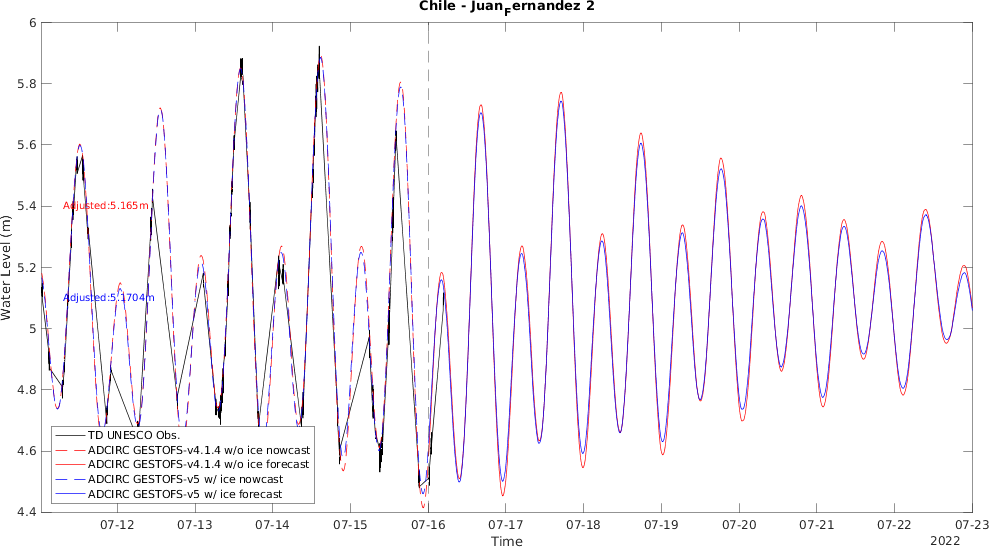 Chile - Juan_Fernandez 2
6
5.8
5.6
5.4
5.2
5
4.8
4.6
4.4
Water Level (m)
Adjusted:5.165m
Adjusted:5.1704m
TD UNESCO Obs.
ADCIRC GESTOFS-v4.1.4 w/o ice nowcast
ADCIRC GESTOFS-v4.1.4 w/o ice forecast
ADCIRC GESTOFS-v5 w/ ice nowcast
ADCIRC GESTOFS-v5 w/ ice forecast
07-12 07-13 07-14 07-15 07-16 07-17 07-18 07-19 07-20 07-21 07-22 07-23
Time
2022